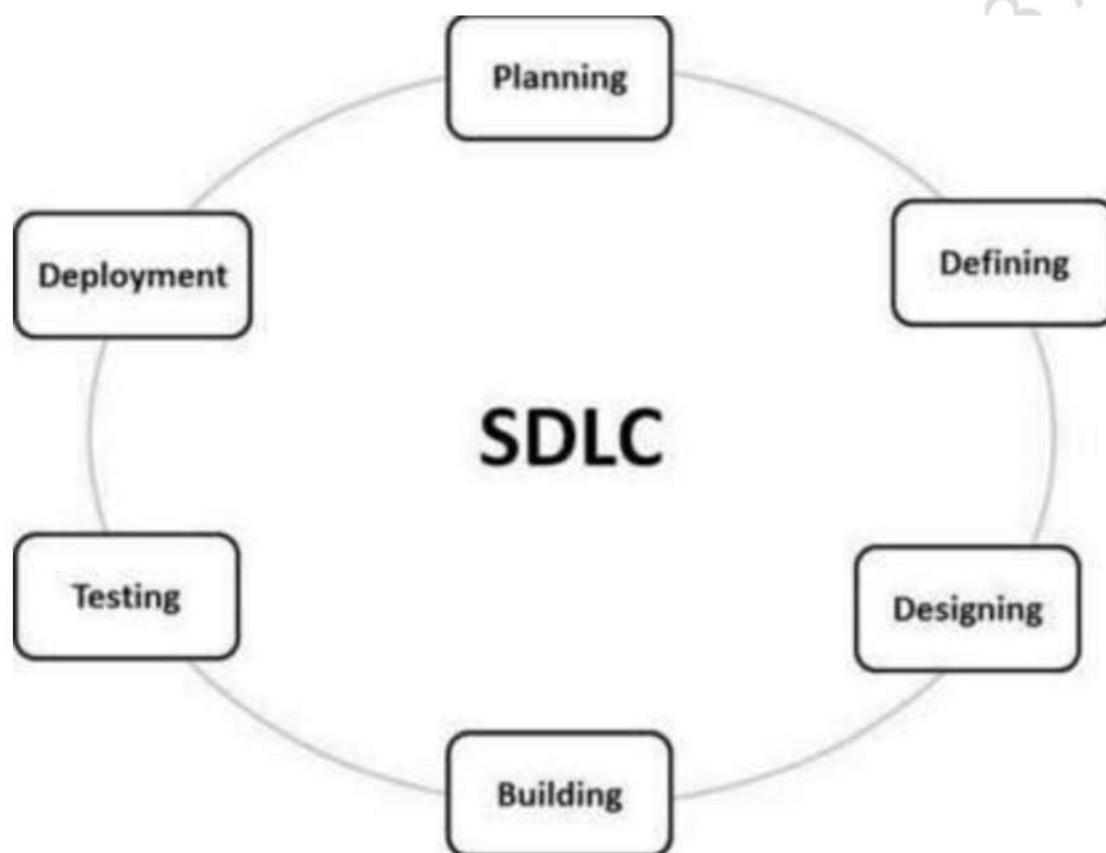 Planning
Defining
Designing
Building
Testing
Deployment
SDLC